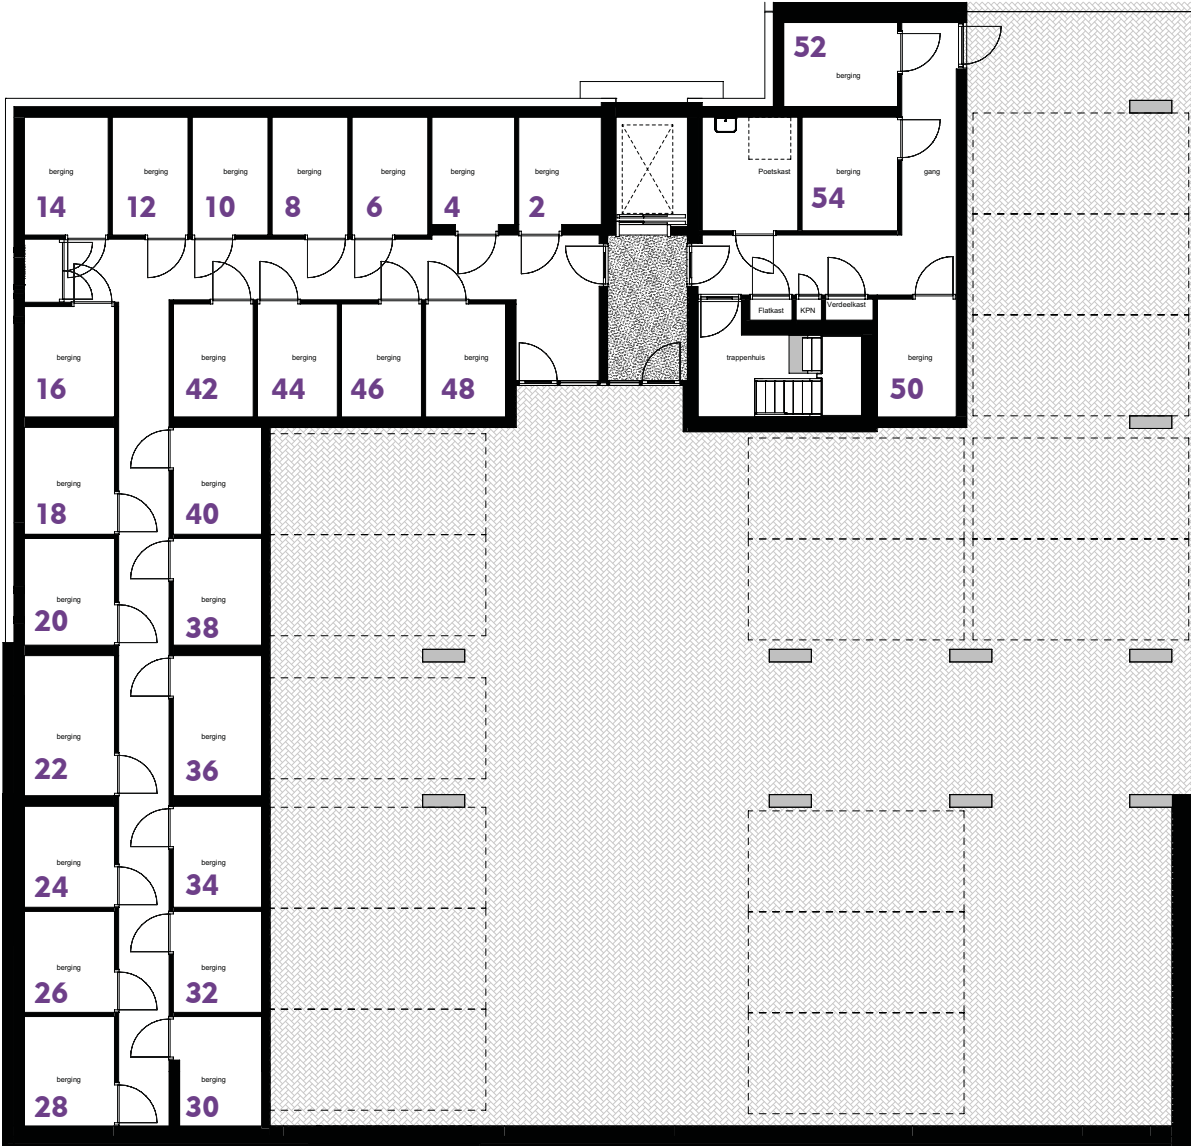 52
berging
berging
14
berging
12
berging
10
berging
8
berging
6
berging
4
berging
2
Poetskast
berging
54
gang
Flatkast
KPN
Verdeelkast
berging
16
berging
42
berging
44
berging
46
berging
48
trappenhuis
berging
50
berging
18
berging
40
berging
20
berging
38
berging
22
berging
36
berging
24
berging
34
berging
26
berging
32
berging
28
berging
30